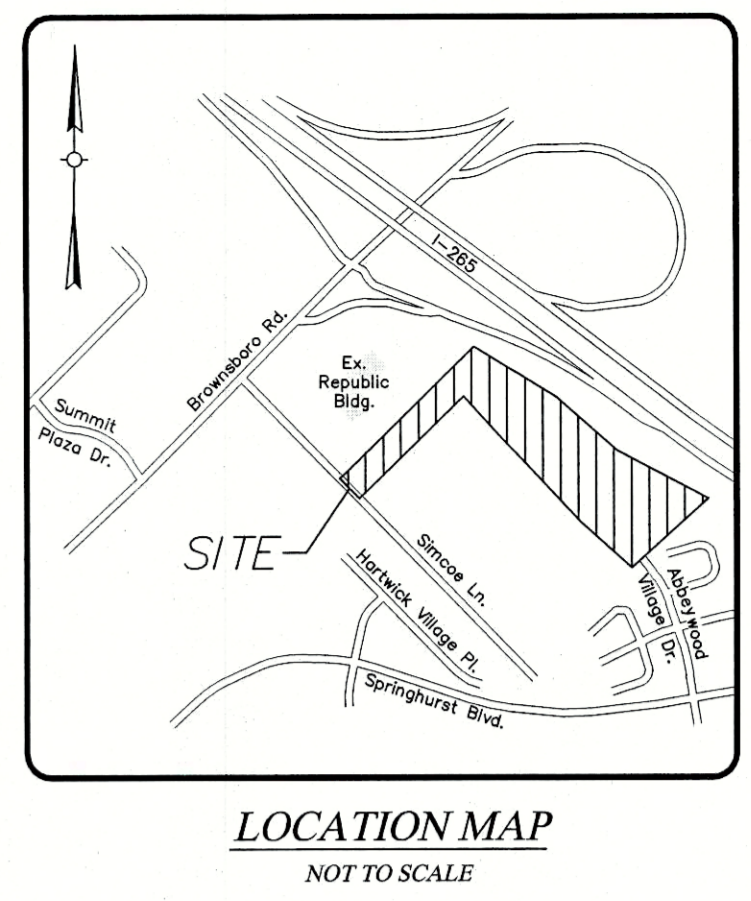 I-265
Brownsboro Rd.
Ex.
Republic
Bldg.
Summit
Plaza Dr.
SITE
Simcoe Ln.
Hartwick Village Pl.
Abbeywood
Village Dr.
Springhurst Blvd.
LOCATION MAP
NOT TO SCALE